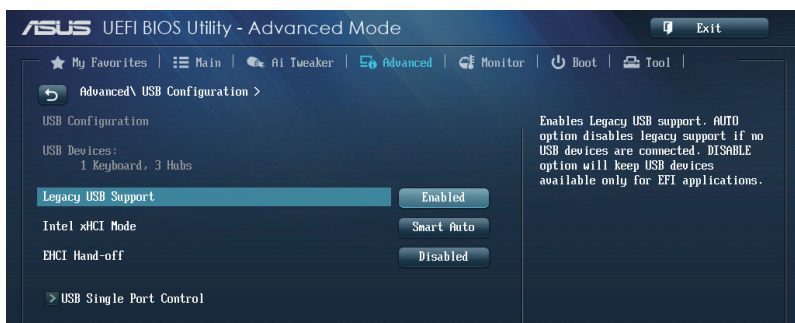 ASUS UEFI BIOS Utility - Advanced Mode
Exit
My Favorites | Main | Ai Tweaker | Advanced | Monitor | Boot | Tool |
Advanced\ USB Configuration >
USB Configuration
USB Devices:
1 Keyboard, 3 Hubs
Legacy USB Support Enabled
Intel xHCI Mode Smart Auto
EHCI Hand-off Disabled
> USB Single Port Control
Enables Legacy USB support. AUTO
option disables legacy support if no
USB devices are connected. DISABLE
option will keep USB devices
available only for EFI applications.